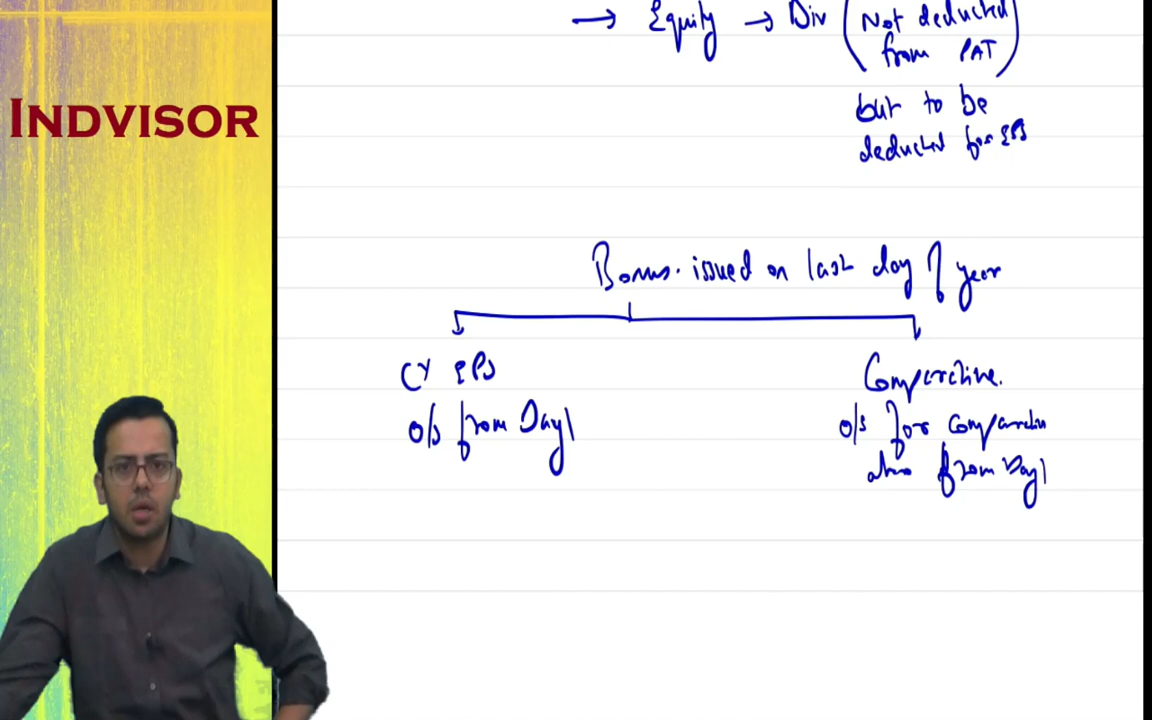 INDVISOR
→ Equity → Div (Not deducted
from PAT)
but to be
deducted for EPS
Bonus issued on last day of year
CY EPS
o/s from Day 1
Comparative.
o/s for comparative
also from Day 1